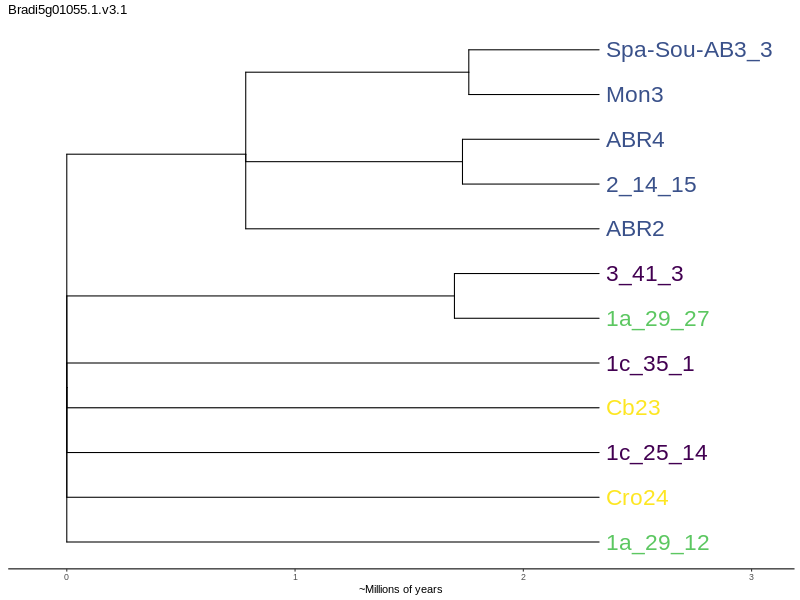 Bradi5g01055.1.v3.1
Spa-Sou-AB3_3
Mon3
ABR4
2_14_15
ABR2
3_41_3
1a_29_27
1c_35_1
Cb23
1c_25_14
Cro24
1a_29_12
0 1 2 3
~Millions of years